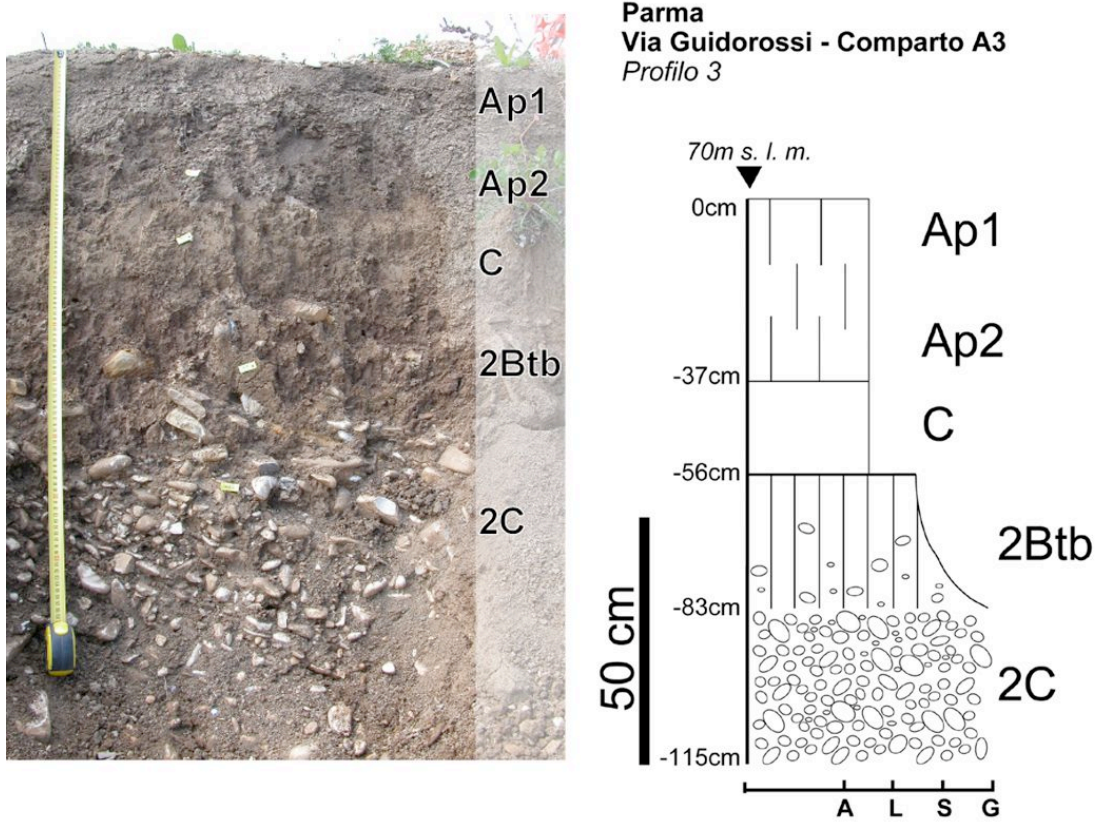 Ap1
Ap2
C
2Btb
2C
Parma
Via Guidorossi - Comparto A3
Profilo 3
70m s. l. m.
0cm
Ap1
Ap2
-37cm
C
-56cm
2Btb
-83cm
2C
-115cm
50 cm
A L S G